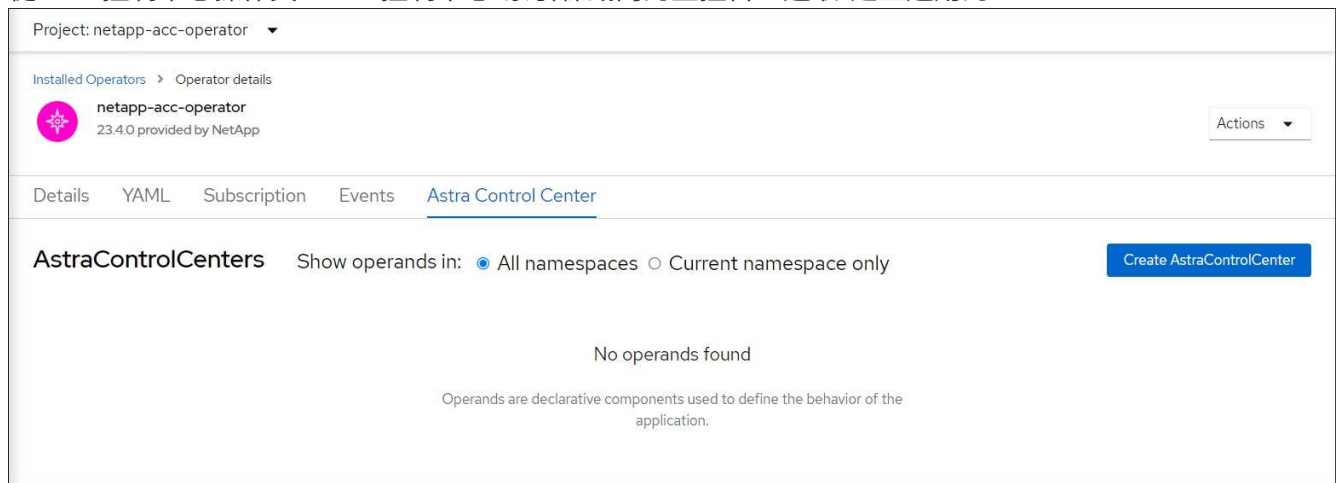 Project: netapp-acc-operator
Installed Operators > Operator details
netapp-acc-operator
23.4.0 provided by NetApp
Actions
Details YAML Subscription Events Astra Control Center
AstraControlCenters Show operands in: All namespaces Current namespace only Create AstraControlCenter
No operands found
Operands are declarative components used to define the behavior of the
application.